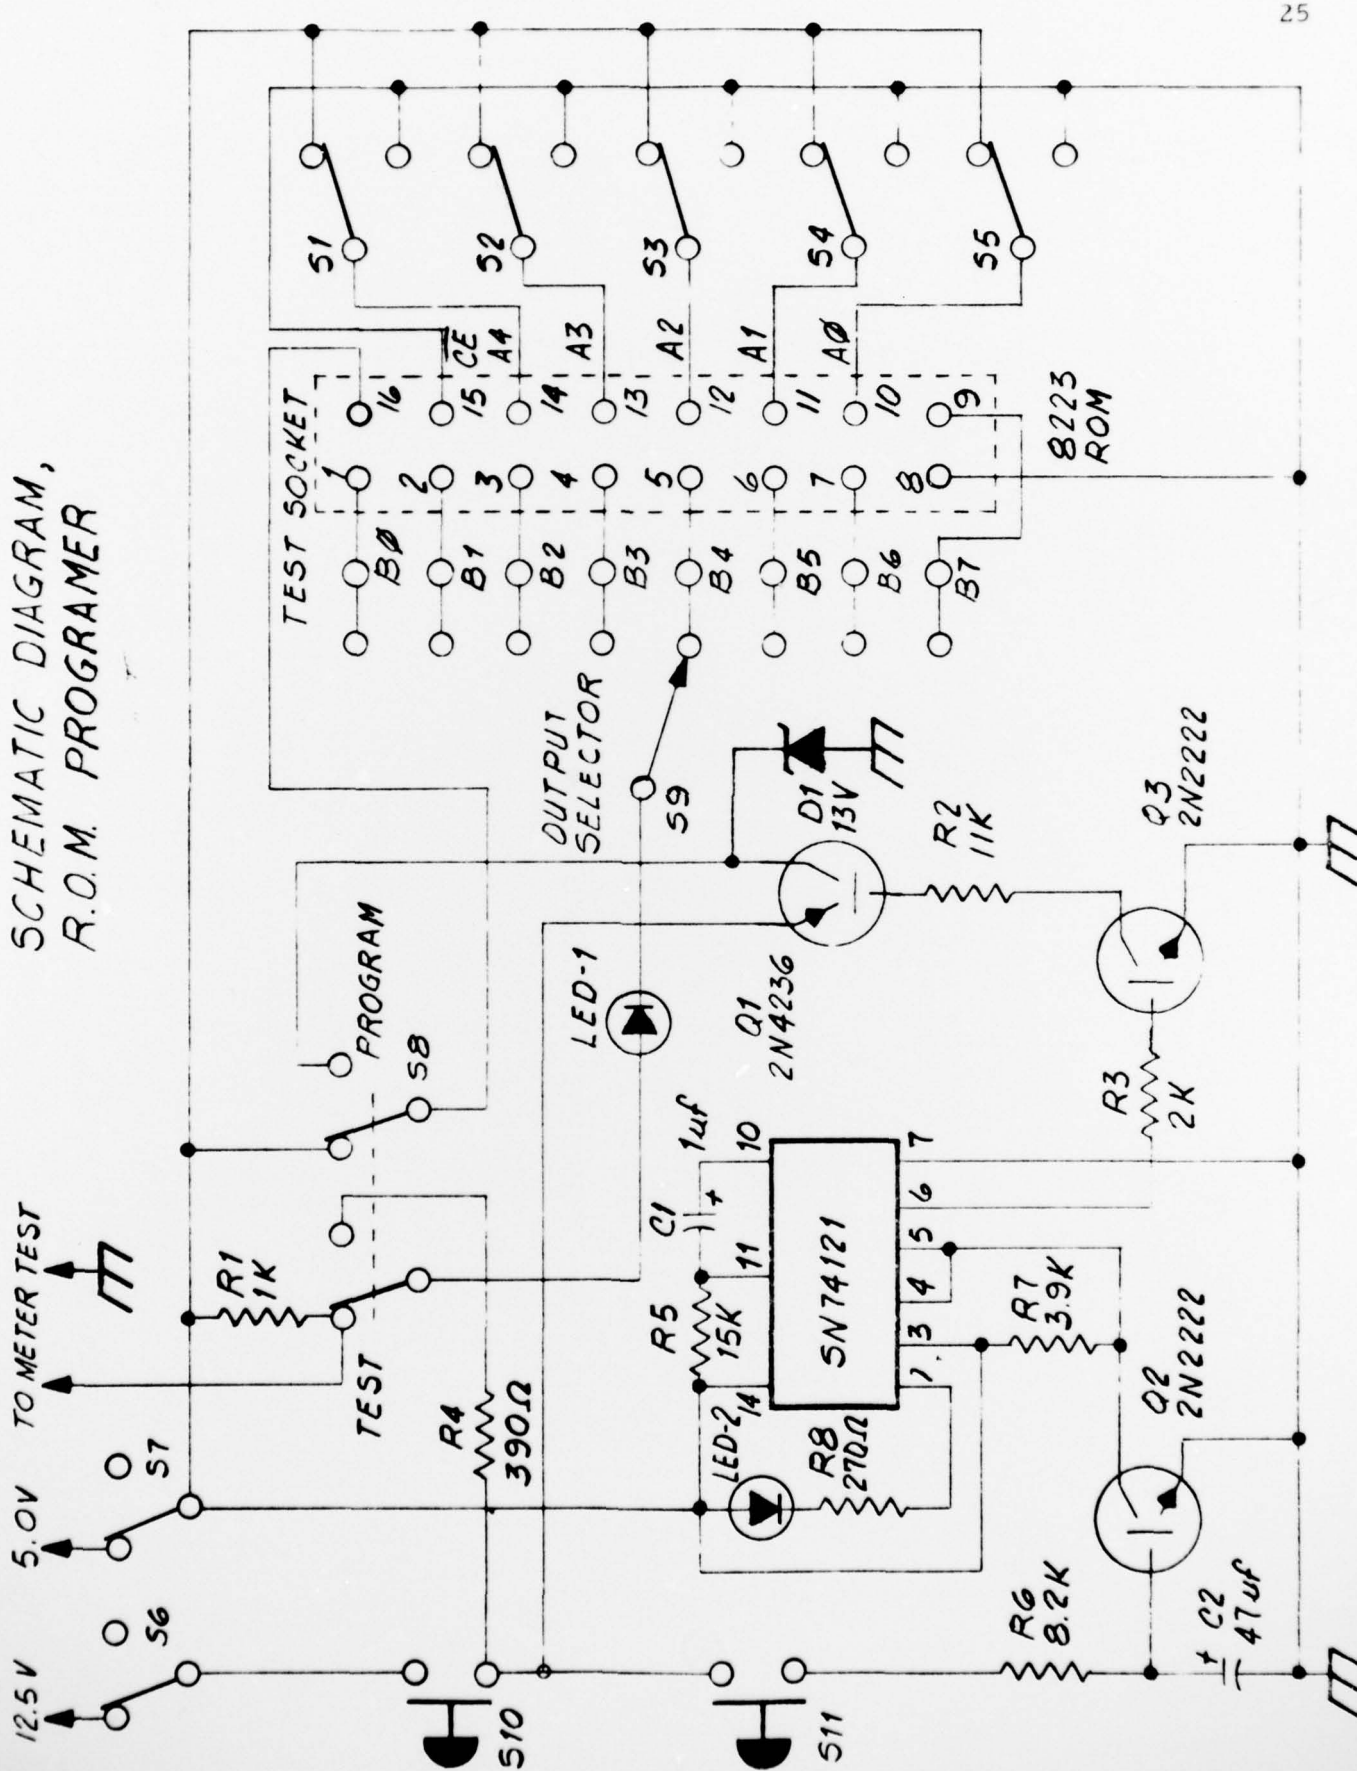 25
SCHEMATIC DIAGRAM,
R.O.M. PROGRAMER
12.5V
5.0V
TO METER TEST
S6
S7
R1
1K
TEST
PROGRAM
S8
R4
390Ω
S10
S11
LED-1
OUTPUT
SELECTOR
S9
TEST SOCKET
1
2
3
4
5
6
7
8
16
15
14
13
12
11
10
9
BØ
B1
B2
B3
B4
B5
B6
B7
CE
A4
A3
A2
A1
AØ
8223
ROM
S1
S2
S3
S4
S5
D1
13V
Q1
2N4236
R2
11K
Q3
2N2222
R3
2K
C1
1uf
+
R5
15K
LED-2
R8
270Ω
SN74121
14
11
10
1
3
4
5
6
7
R7
3.9K
Q2
2N2222
R6
8.2K
+
C2
47uf